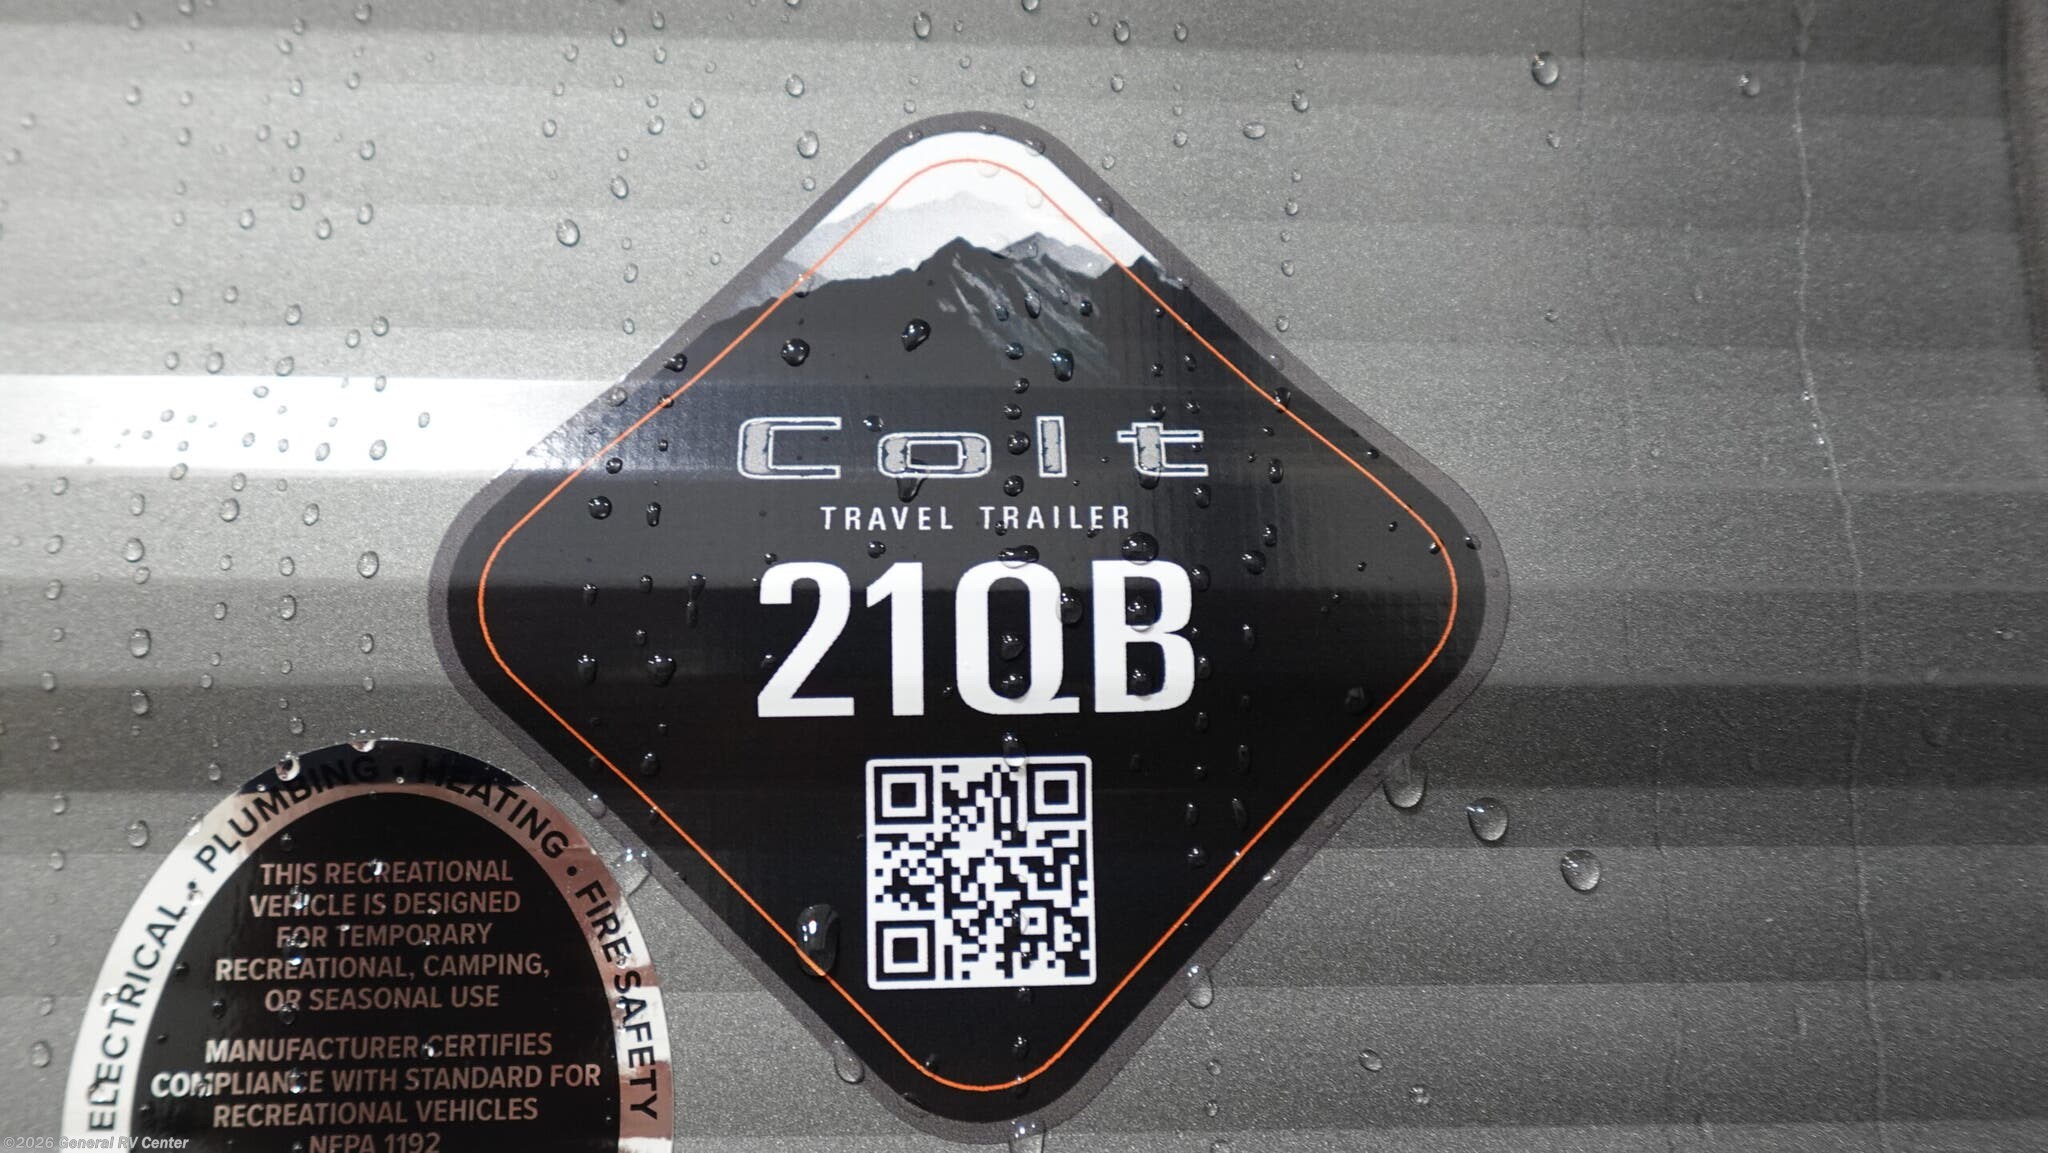 Colt
TRAVEL TRAILER
21QB
ELECTRICAL • PLUMBING • HEATING • FIRE SAFETY
THIS RECREATIONAL
VEHICLE IS DESIGNED
FOR TEMPORARY
RECREATIONAL, CAMPING,
OR SEASONAL USE
MANUFACTURER CERTIFIES
COMPLIANCE WITH STANDARD FOR
RECREATIONAL VEHICLES
NFPA 1192
©2026 General RV Center